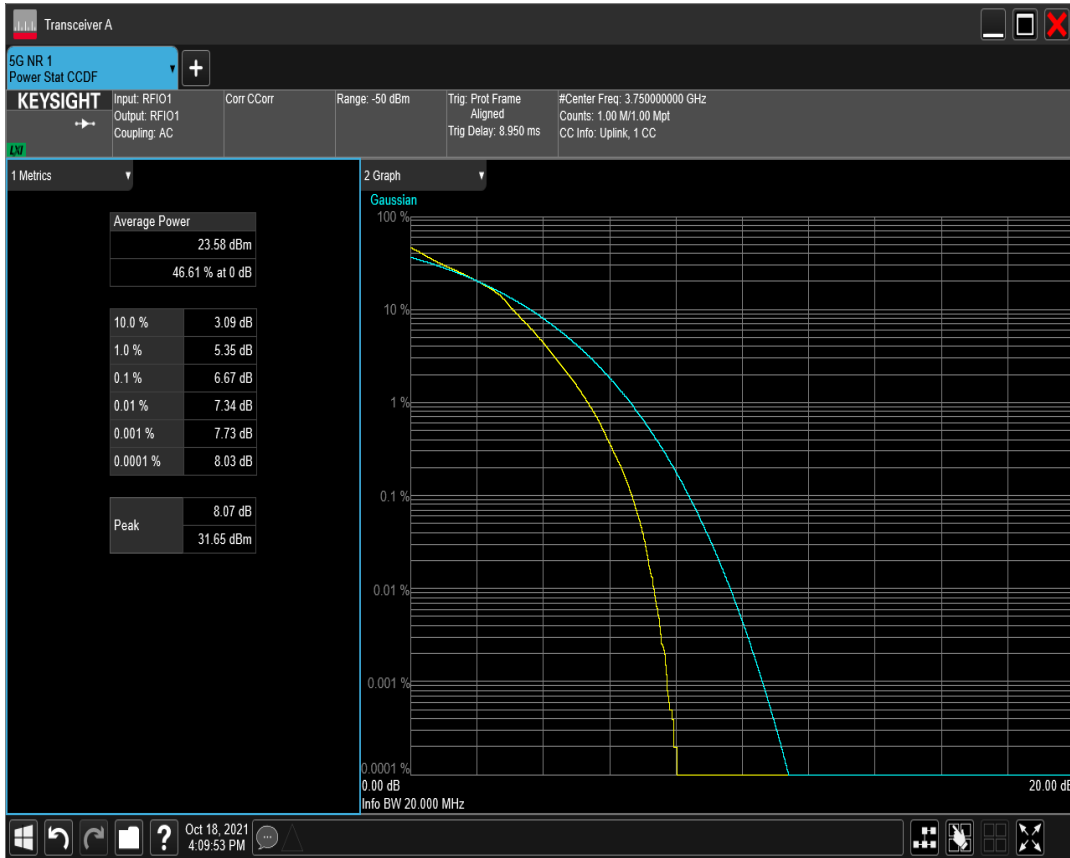 Transceiver A
5G NR 1
Power Stat CCDF
KEYSIGHT
LXI
Input: RFIO1
Output: RFIO1
Coupling: AC
Corr CCorr
Range: -50 dBm
Trig: Prot Frame
Aligned
Trig Delay: 8.950 ms
#Center Freq: 3.750000000 GHz
Counts: 1.00 M/1.00 Mpt
CC Info: Uplink, 1 CC
1 Metrics
Average Power
23.58 dBm
46.61 % at 0 dB
10.0 % 3.09 dB
1.0 % 5.35 dB
0.1 % 6.67 dB
0.01 % 7.34 dB
0.001 % 7.73 dB
0.0001 % 8.03 dB
Peak
8.07 dB
31.65 dBm
2 Graph
Gaussian
100 %
10 %
1 %
0.1 %
0.01 %
0.001 %
0.0001 %
0.00 dB 20.00 dB
Info BW 20.000 MHz
?
Oct 18, 2021
4:09:53 PM